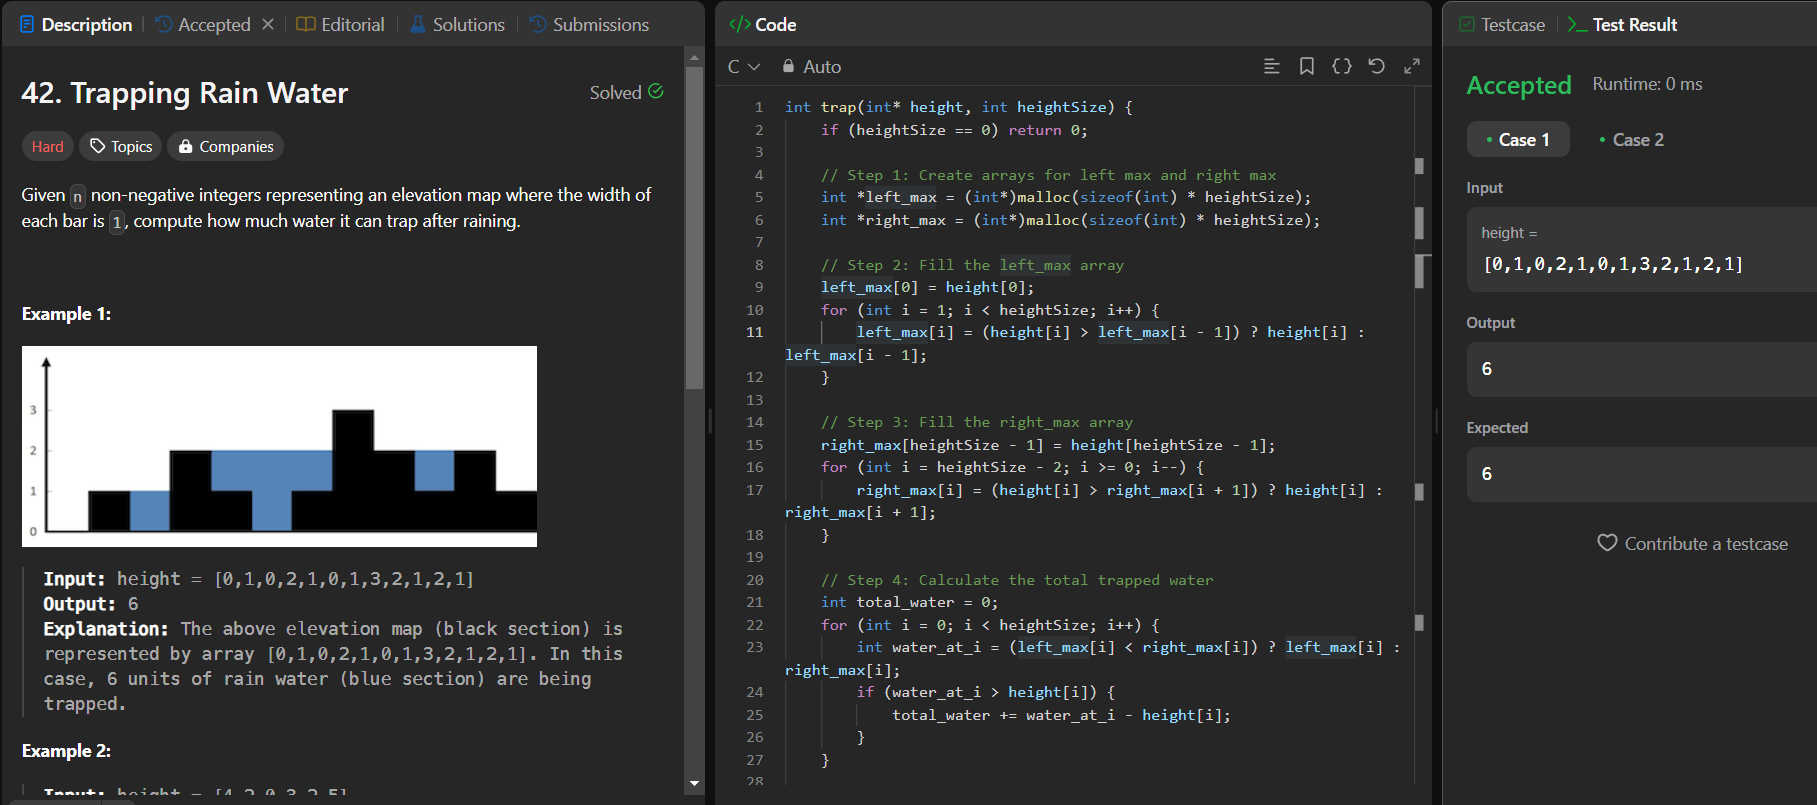 Description
Accepted
Editorial
Solutions
Submissions
42. Trapping Rain Water
Solved
Hard
Topics
Companies
Given n non-negative integers representing an elevation map where the width of
each bar is 1, compute how much water it can trap after raining.
Example 1:
3
2
1
0
Input: height = [0,1,0,2,1,0,1,3,2,1,2,1]
Output: 6
Explanation: The above elevation map (black section) is
represented by array [0,1,0,2,1,0,1,3,2,1,2,1]. In this
case, 6 units of rain water (blue section) are being
trapped.
Example 2:
Input: height = [4,2,0,3,2,5]
</> Code
C
Auto
1 int trap(int* height, int heightSize) {
2 if (heightSize == 0) return 0;
3
4 // Step 1: Create arrays for left max and right max
5 int *left_max = (int*)malloc(sizeof(int) * heightSize);
6 int *right_max = (int*)malloc(sizeof(int) * heightSize);
7
8 // Step 2: Fill the left_max array
9 left_max[0] = height[0];
10 for (int i = 1; i < heightSize; i++) {
11 left_max[i] = (height[i] > left_max[i - 1]) ? height[i] :
left_max[i - 1];
12 }
13
14 // Step 3: Fill the right_max array
15 right_max[heightSize - 1] = height[heightSize - 1];
16 for (int i = heightSize - 2; i >= 0; i--) {
17 right_max[i] = (height[i] > right_max[i + 1]) ? height[i] :
right_max[i + 1];
18 }
19
20 // Step 4: Calculate the total trapped water
21 int total_water = 0;
22 for (int i = 0; i < heightSize; i++) {
23 int water_at_i = (left_max[i] < right_max[i]) ? left_max[i] :
right_max[i];
24 if (water_at_i > height[i]) {
25 total_water += water_at_i - height[i];
26 }
27 }
28
Testcase
Test Result
Accepted
Runtime: 0 ms
Case 1
Case 2
Input
height =
[0,1,0,2,1,0,1,3,2,1,2,1]
Output
6
Expected
6
Contribute a testcase